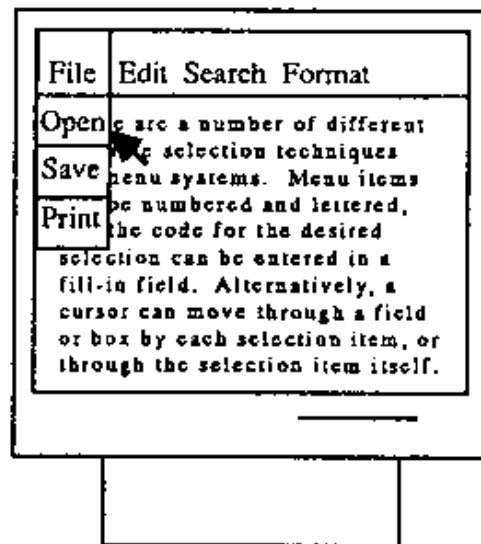 File Edit Search Format
Open
Save
Print
e are a number of different
e selection techniques
enu systems. Menu items
be numbered and lettered,
the code for the desired
selection can be entered in a
fill-in field. Alternatively, a
cursor can move through a field
or box by each selection item, or
through the selection item itself.